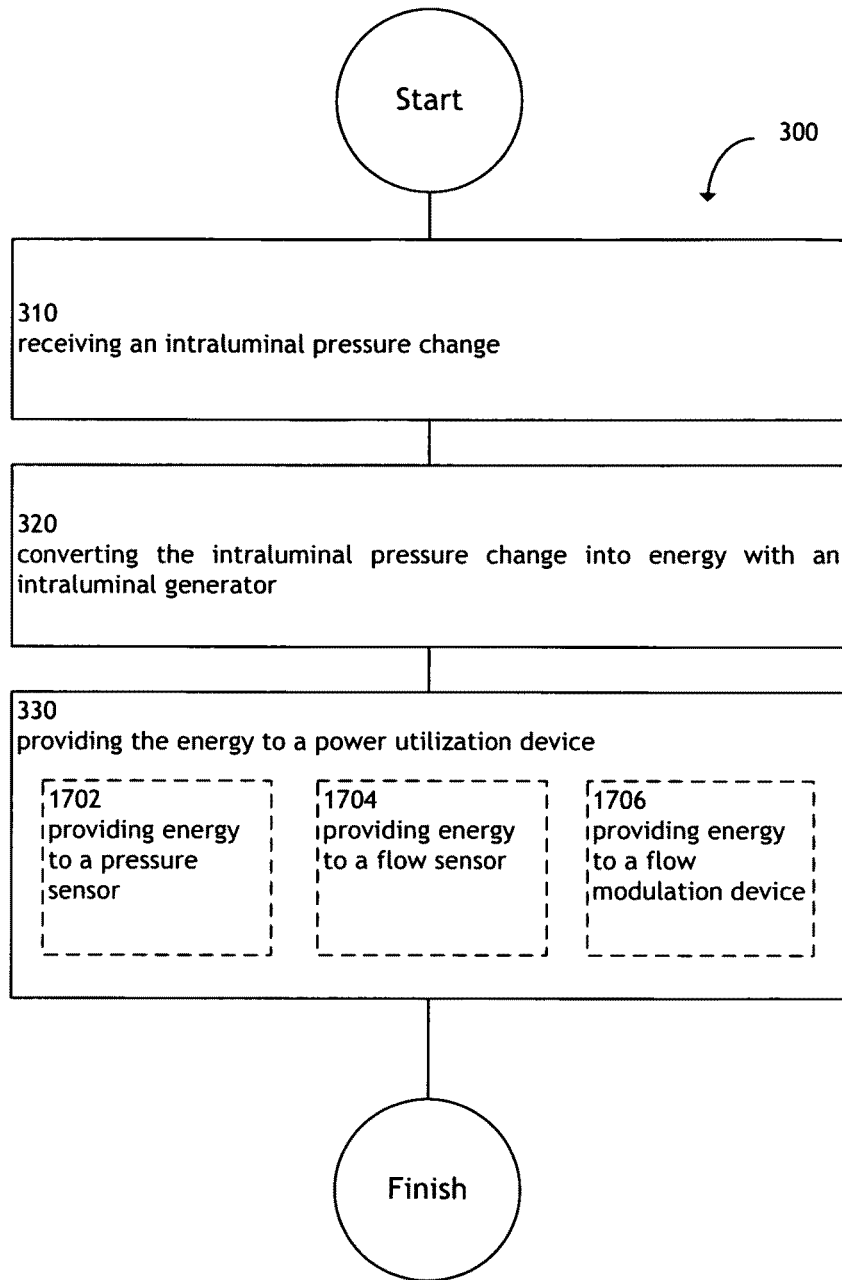 Start
300
310
receiving an intraluminal pressure change
320
converting the intraluminal pressure change into energy with an
intraluminal generator
330
providing the energy to a power utilization device
1702
providing energy
to a pressure
sensor
1704
providing energy
to a flow sensor
1706
providing energy
to a flow
modulation device
Finish